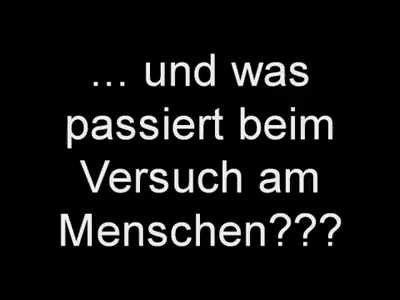 ... und was
passiert beim
Versuch am
Menschen???